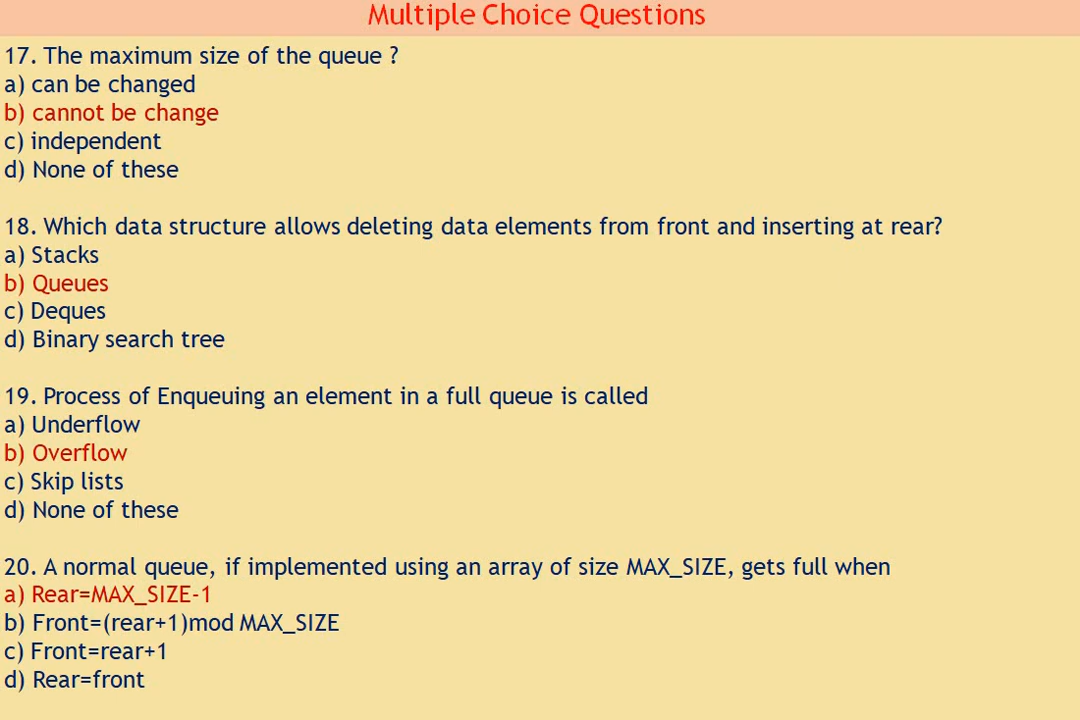 Multiple Choice Questions
17. The maximum size of the queue ?
a) can be changed
b) cannot be change
c) independent
d) None of these
18. Which data structure allows deleting data elements from front and inserting at rear?
a) Stacks
b) Queues
c) Deques
d) Binary search tree
19. Process of Enqueuing an element in a full queue is called
a) Underflow
b) Overflow
c) Skip lists
d) None of these
20. A normal queue, if implemented using an array of size MAX_SIZE, gets full when
a) Rear=MAX_SIZE-1
b) Front=(rear+1)mod MAX_SIZE
c) Front=rear+1
d) Rear=front